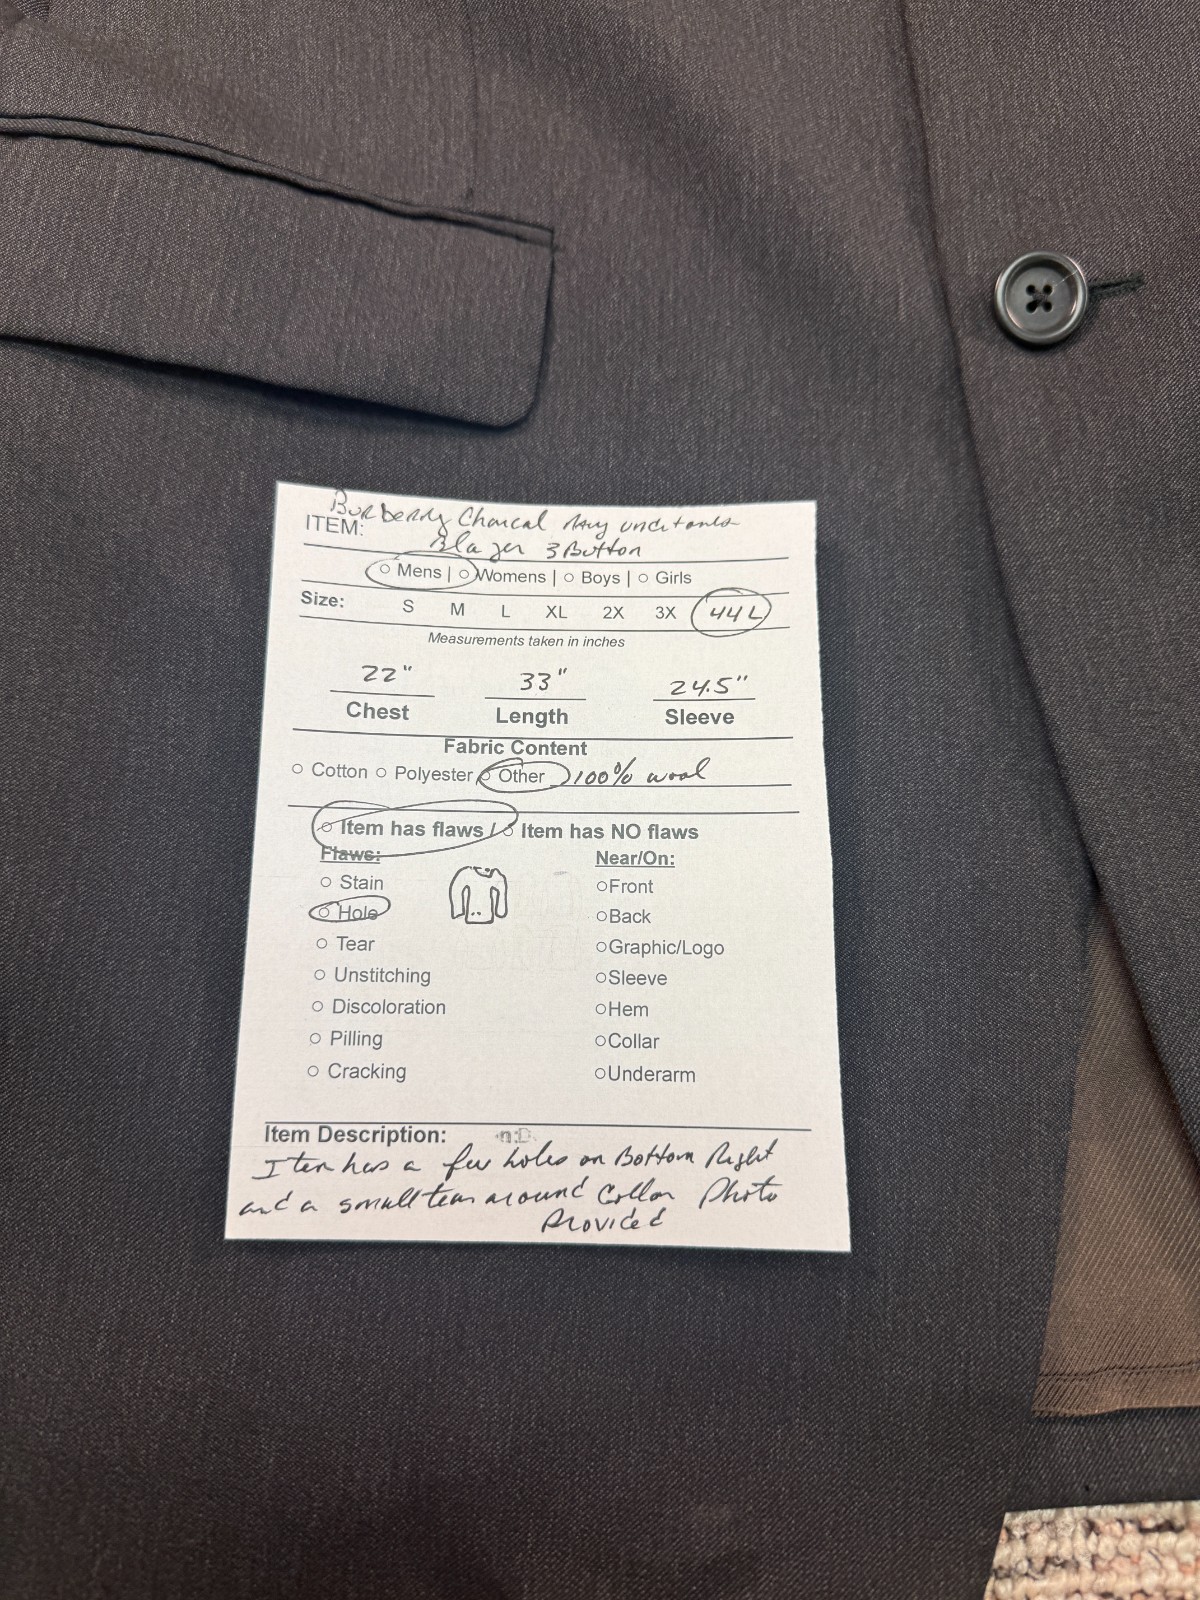 Burberry Charcal Navy undertones
ITEM: Blazer 3 Button
○ Mens | ○ Womens | ○ Boys | ○ Girls
Size: S M L XL 2X 3X 44L
Measurements taken in inches
22" 33" 24.5"
Chest Length Sleeve
Fabric Content
○ Cotton ○ Polyester ○ Other 100% wool
○ Item has flaws / ○ Item has NO flaws
Flaws: Near/On:
○ Stain ○Front
○ Hole ○Back
○ Tear ○Graphic/Logo
○ Unstitching ○Sleeve
○ Discoloration ○Hem
○ Pilling ○Collar
○ Cracking ○Underarm
Item Description:
Item has a few holes on Bottom Right
and a small tear around Collar Photo
Provided